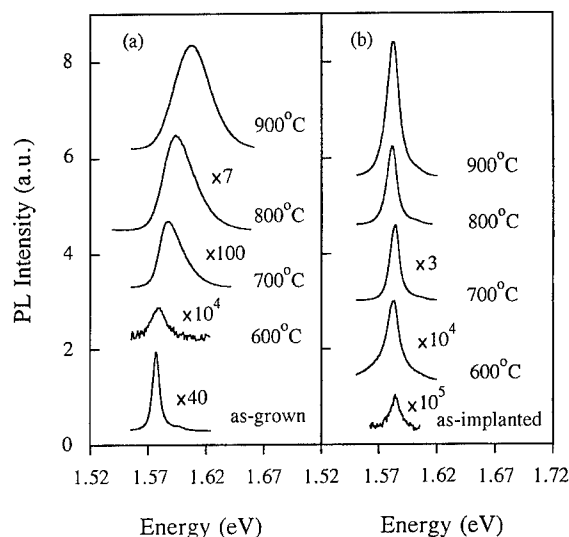 PL Intensity (a.u.)
8
6
4
2
0
(a)
900°C
×7
800°C
×100
700°C
×10⁴
600°C
×40
as-grown
(b)
900°C
800°C
×3
700°C
×10⁴
600°C
×10⁵
as-implanted
1.52 1.57 1.62 1.67 1.52 1.57 1.62 1.67 1.72
Energy (eV) Energy (eV)